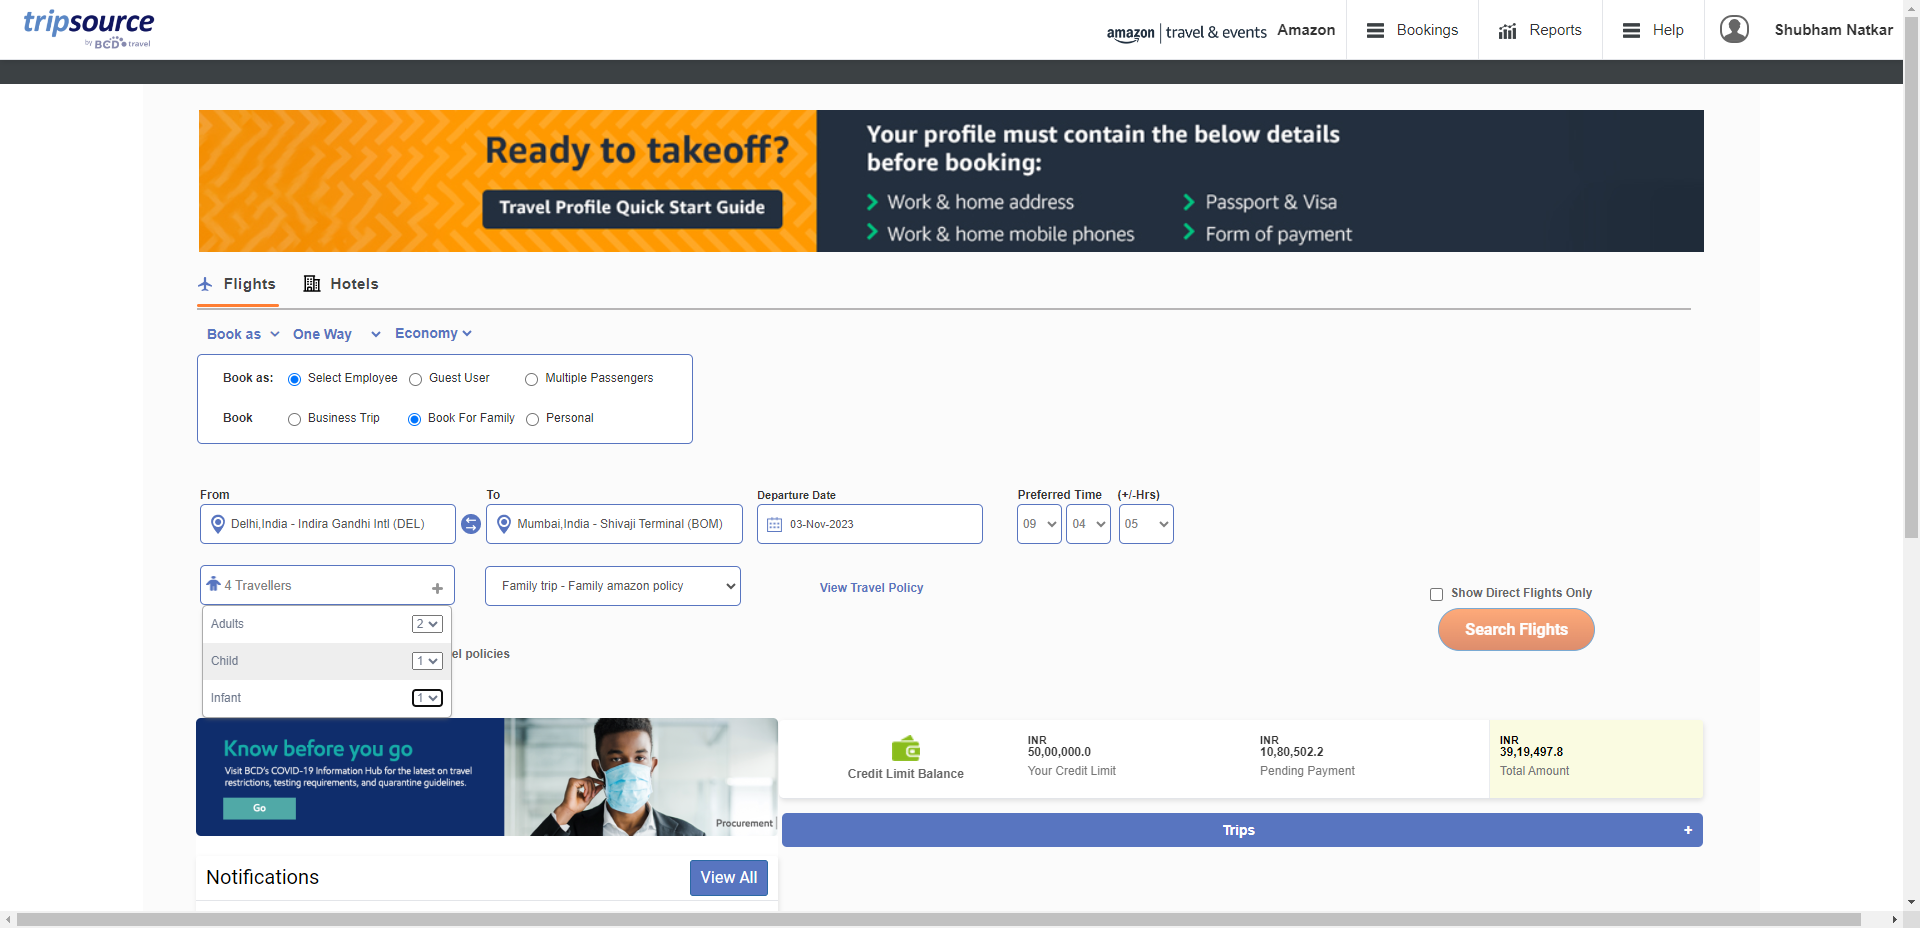 tripsource
by BCD travel
amazon | travel & events Amazon
Bookings
Reports
Help
Shubham Natkar
Ready to takeoff?
Travel Profile Quick Start Guide
Your profile must contain the below details
before booking:
Work & home address
Passport & Visa
Work & home mobile phones
Form of payment
Flights
Hotels
Book as
One Way
Economy
Book as:
Select Employee
Guest User
Multiple Passengers
Book
Business Trip
Book For Family
Personal
From
To
Departure Date
Preferred Time
(+/-Hrs)
Delhi,India - Indira Gandhi Intl (DEL)
Mumbai,India - Shivaji Terminal (BOM)
03-Nov-2023
09
04
05
4 Travellers
+
Family trip - Family amazon policy
View Travel Policy
Show Direct Flights Only
Search Flights
Adults
2
Child
1
el policies
Infant
1
Know before you go
Visit BCD's COVID-19 Information Hub for the latest on travel
restrictions, testing requirements, and quarantine guidelines.
Go
Procurement |
Credit Limit Balance
INR
50,00,000.0
Your Credit Limit
INR
10,80,502.2
Pending Payment
INR
39,19,497.8
Total Amount
Trips
+
Notifications
View All